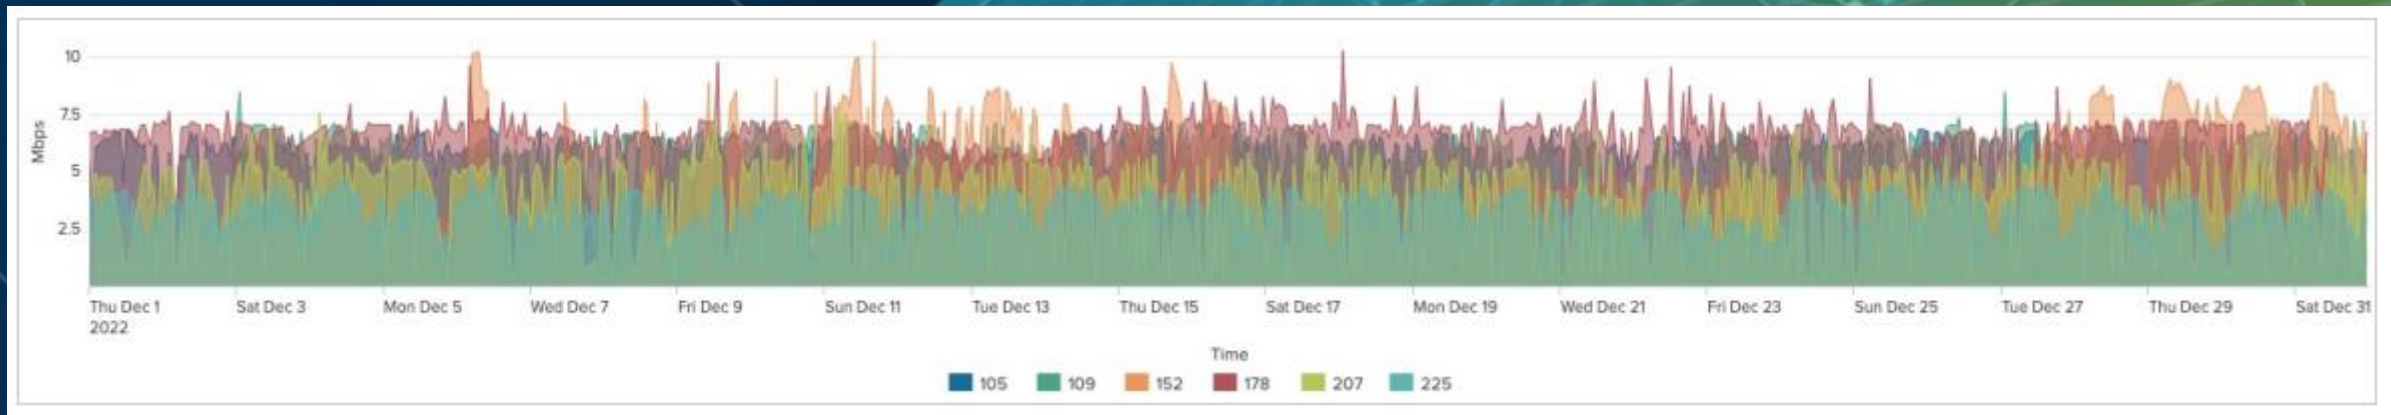 10
7.5
5
2.5
Mbps
Thu Dec 1 Sat Dec 3 Mon Dec 5 Wed Dec 7 Fri Dec 9 Sun Dec 11 Tue Dec 13 Thu Dec 15 Sat Dec 17 Mon Dec 19 Wed Dec 21 Fri Dec 23 Sun Dec 25 Tue Dec 27 Thu Dec 29 Sat Dec 31
2022
Time
105 109 152 178 207 225